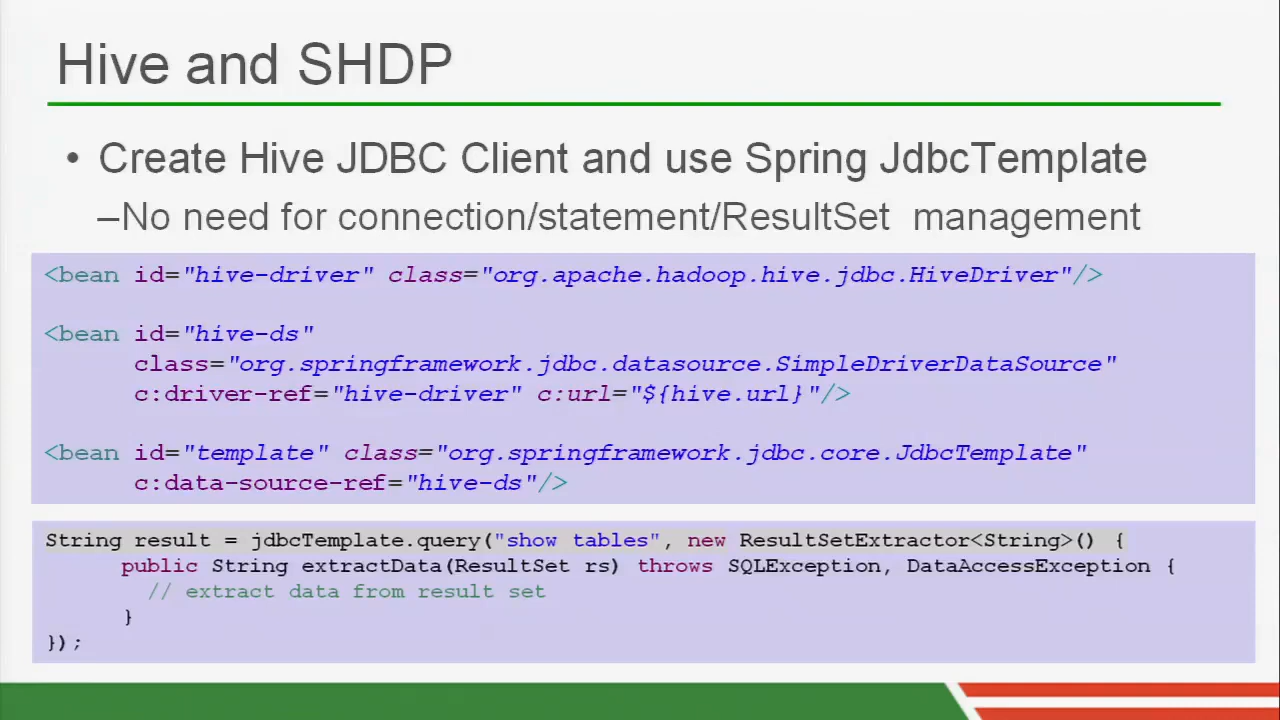 Hive and SHDP
• Create Hive JDBC Client and use Spring JdbcTemplate
–No need for connection/statement/ResultSet management
<bean id="hive-driver" class="org.apache.hadoop.hive.jdbc.HiveDriver"/>
<bean id="hive-ds"
class="org.springframework.jdbc.datasource.SimpleDriverDataSource"
c:driver-ref="hive-driver" c:url="${hive.url}"/>
<bean id="template" class="org.springframework.jdbc.core.JdbcTemplate"
c:data-source-ref="hive-ds"/>
String result = jdbcTemplate.query("show tables", new ResultSetExtractor<String>() {
public String extractData(ResultSet rs) throws SQLException, DataAccessException {
// extract data from result set
}
});